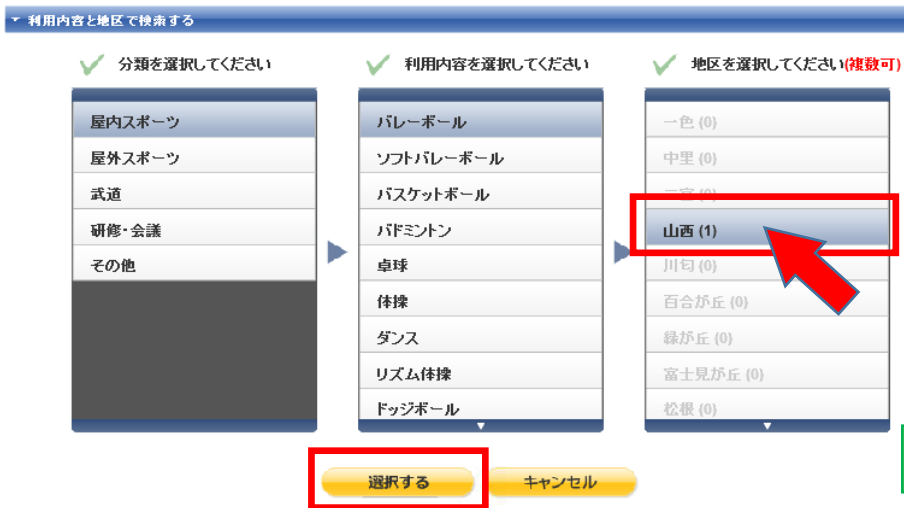 利用内容と地区で検索する
分類を選択してください
屋内スポーツ
屋外スポーツ
武道
研修・会議
その他
利用内容を選択してください
バレーボール
ソフトバレーボール
バスケットボール
バドミントン
卓球
体操
ダンス
リズム体操
ドッジボール
地区を選択してください(複数可)
一色 (0)
中里 (0)
二宮 (0)
山西 (1)
川匂 (0)
百合が丘 (0)
緑が丘 (0)
富士見が丘 (0)
松根 (0)
選択する
キャンセル